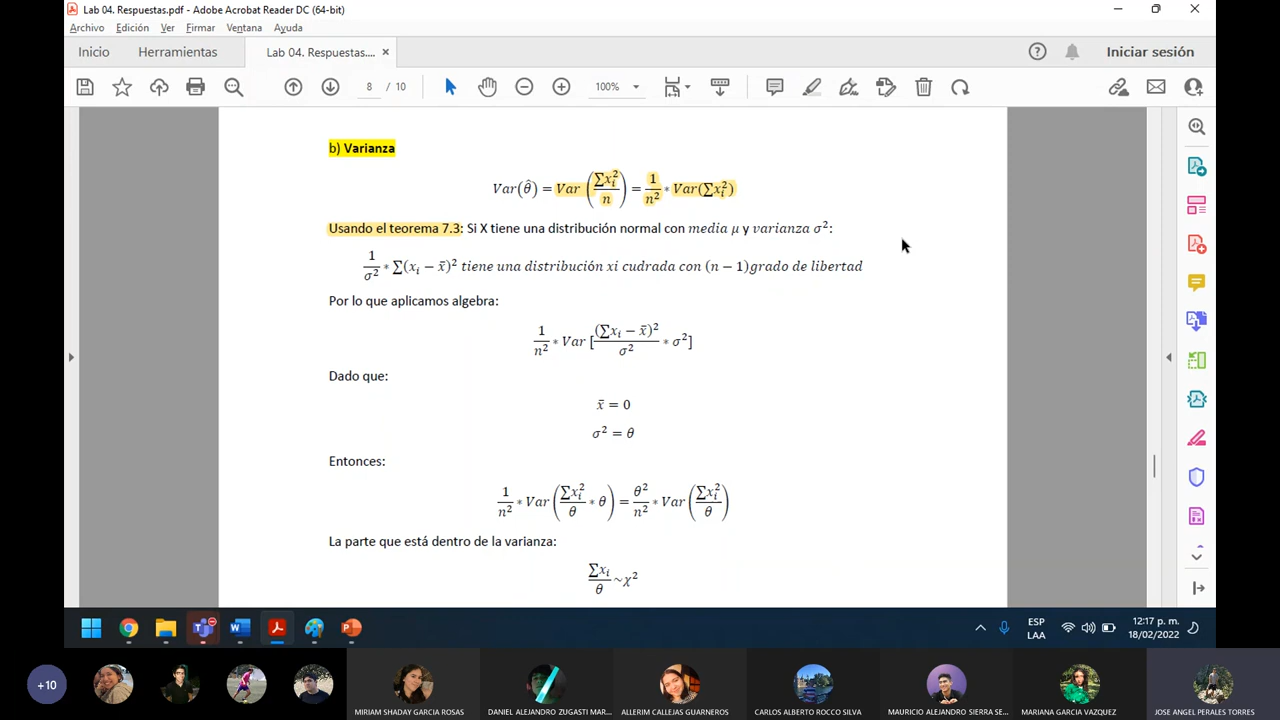 Lab 04. Respuestas.pdf - Adobe Acrobat Reader DC (64-bit)
Archivo Edición Ver Firmar Ventana Ayuda
Inicio Herramientas Lab 04. Respuestas.... × Iniciar sesión
8 / 10 100%
b) Varianza
Var(θ̂) = Var (∑xᵢ²/n) = 1/n² * Var(∑xᵢ²)
Usando el teorema 7.3: Si X tiene una distribución normal con media μ y varianza σ²:
1/σ² * ∑(xᵢ − x̄)² tiene una distribución xi cudrada con (n − 1)grado de libertad
Por lo que aplicamos algebra:
1/n² * Var [(∑xᵢ − x̄)²/σ² * σ²]
Dado que:
x̄ = 0
σ² = θ
Entonces:
1/n² * Var (∑xᵢ²/θ * θ) = θ²/n² * Var (∑xᵢ²/θ)
La parte que está dentro de la varianza:
∑xᵢ/θ ~χ²
ESP
LAA
12:17 p. m.
18/02/2022
+10
MIRIAM SHADAY GARCIA ROSAS
DANIEL ALEJANDRO ZUGASTI MAR...
ALLERIM CALLEJAS GUARNEROS
CARLOS ALBERTO ROCCO SILVA
MAURICIO ALEJANDRO SIERRA SE...
MARIANA GARCIA VAZQUEZ
JOSE ANGEL PERALES TORRES